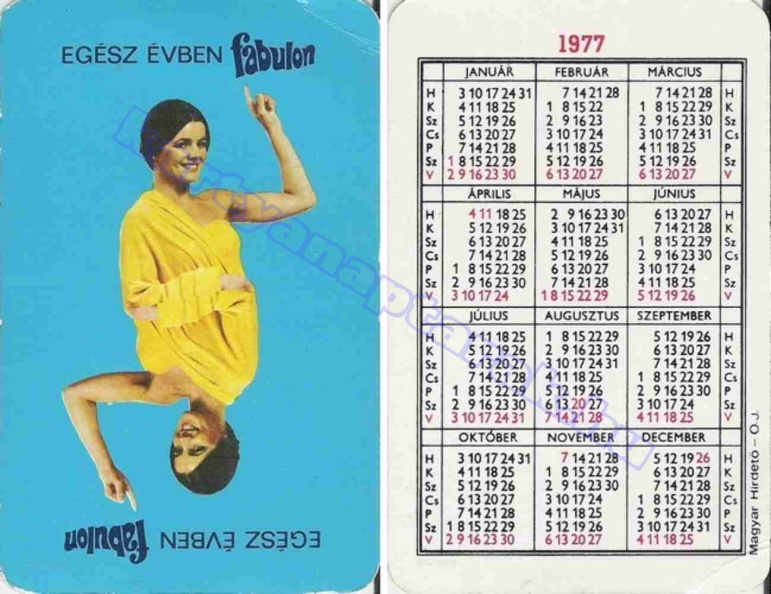 EGÉSZ ÉVBEN fabulon
EGÉSZ ÉVBEN fabulon
1977
JANUÁR FEBRUÁR MÁRCIUS
H 3 10 17 24 31 7 14 21 28 7 14 21 28 H
K 4 11 18 25 1 8 15 22 1 8 15 22 29 K
Sz 5 12 19 26 2 9 16 23 2 9 16 23 30 Sz
Cs 6 13 20 27 3 10 17 24 3 10 17 24 31 Cs
P 7 14 21 28 4 11 18 25 4 11 18 25 P
Sz 1 8 15 22 29 5 12 19 26 5 12 19 26 Sz
V 2 9 16 23 30 6 13 20 27 6 13 20 27 V
ÁPRILIS MÁJUS JÚNIUS
H 4 11 18 25 2 9 16 23 30 6 13 20 27 H
K 5 12 19 26 3 10 17 24 31 7 14 21 28 K
Sz 6 13 20 27 4 11 18 25 1 8 15 22 29 Sz
Cs 7 14 21 28 5 12 19 26 2 9 16 23 30 Cs
P 1 8 15 22 29 6 13 20 27 3 10 17 24 P
Sz 2 9 16 23 30 7 14 21 28 4 11 18 25 Sz
V 3 10 17 24 1 8 15 22 29 5 12 19 26 V
JÚLIUS AUGUSZTUS SZEPTEMBER
H 4 11 18 25 1 8 15 22 29 5 12 19 26 H
K 5 12 19 26 2 9 16 23 30 6 13 20 27 K
Sz 6 13 20 27 3 10 17 24 31 7 14 21 28 Sz
Cs 7 14 21 28 4 11 18 25 1 8 15 22 29 Cs
P 1 8 15 22 29 5 12 19 26 2 9 16 23 30 P
Sz 2 9 16 23 30 6 13 20 27 3 10 17 24 Sz
V 3 10 17 24 31 7 14 21 28 4 11 18 25 V
OKTÓBER NOVEMBER DECEMBER
H 3 10 17 24 31 7 14 21 28 5 12 19 26 H
K 4 11 18 25 1 8 15 22 29 6 13 20 27 K
Sz 5 12 19 26 2 9 16 23 30 7 14 21 28 Sz
Cs 6 13 20 27 3 10 17 24 1 8 15 22 29 Cs
P 7 14 21 28 4 11 18 25 2 9 16 23 30 P
Sz 1 8 15 22 29 5 12 19 26 3 10 17 24 31 Sz
V 2 9 16 23 30 6 13 20 27 4 11 18 25 V
Magyar Hirdető – O.J.